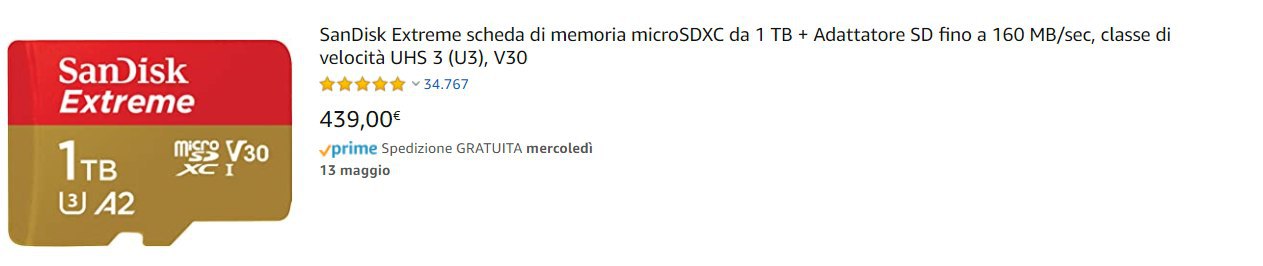 SanDisk
Extreme
1TB
micro SD XC I V30
U3 A2
SanDisk Extreme scheda di memoria microSDXC da 1 TB + Adattatore SD fino a 160 MB/sec, classe di
velocità UHS 3 (U3), V30
34.767
439,00€
prime Spedizione GRATUITA mercoledì
13 maggio